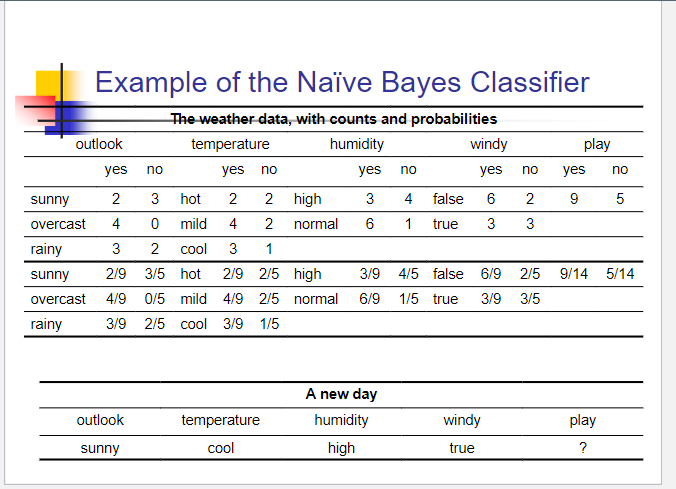 Example of the Naïve Bayes Classifier
The weather data, with counts and probabilities
outlook temperature humidity windy play
yes no yes no yes no yes no yes no
sunny 2 3 hot 2 2 high 3 4 false 6 2 9 5
overcast 4 0 mild 4 2 normal 6 1 true 3 3
rainy 3 2 cool 3 1
sunny 2/9 3/5 hot 2/9 2/5 high 3/9 4/5 false 6/9 2/5 9/14 5/14
overcast 4/9 0/5 mild 4/9 2/5 normal 6/9 1/5 true 3/9 3/5
rainy 3/9 2/5 cool 3/9 1/5
A new day
outlook temperature humidity windy play
sunny cool high true ?